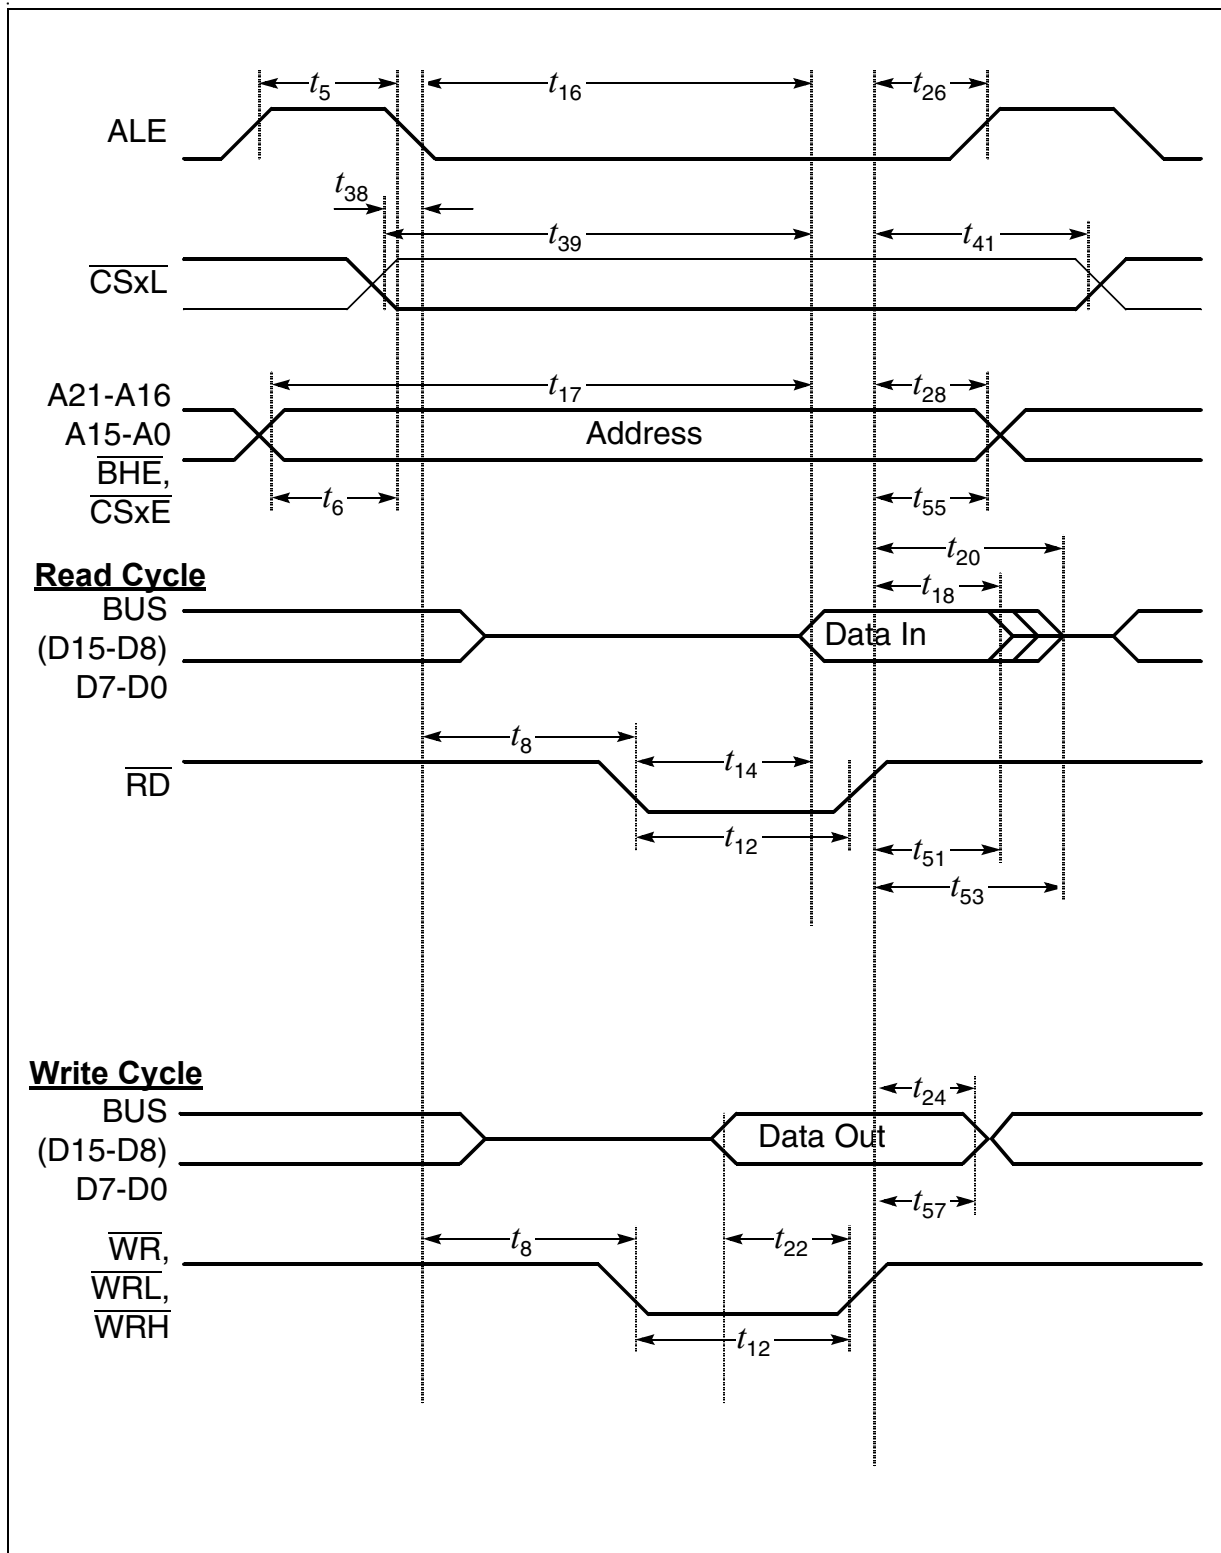 t5
t16
t26
ALE
t38
t39
t41
CSxL
t17
t28
A21-A16
A15-A0
BHE,
CSxE
Address
t6
t55
t20
Read Cycle
t18
BUS
(D15-D8)
D7-D0
Data In
t8
t14
RD
t12
t51
t53
Write Cycle
t24
BUS
(D15-D8)
D7-D0
Data Out
t57
t8
t22
WR,
WRL,
WRH
t12